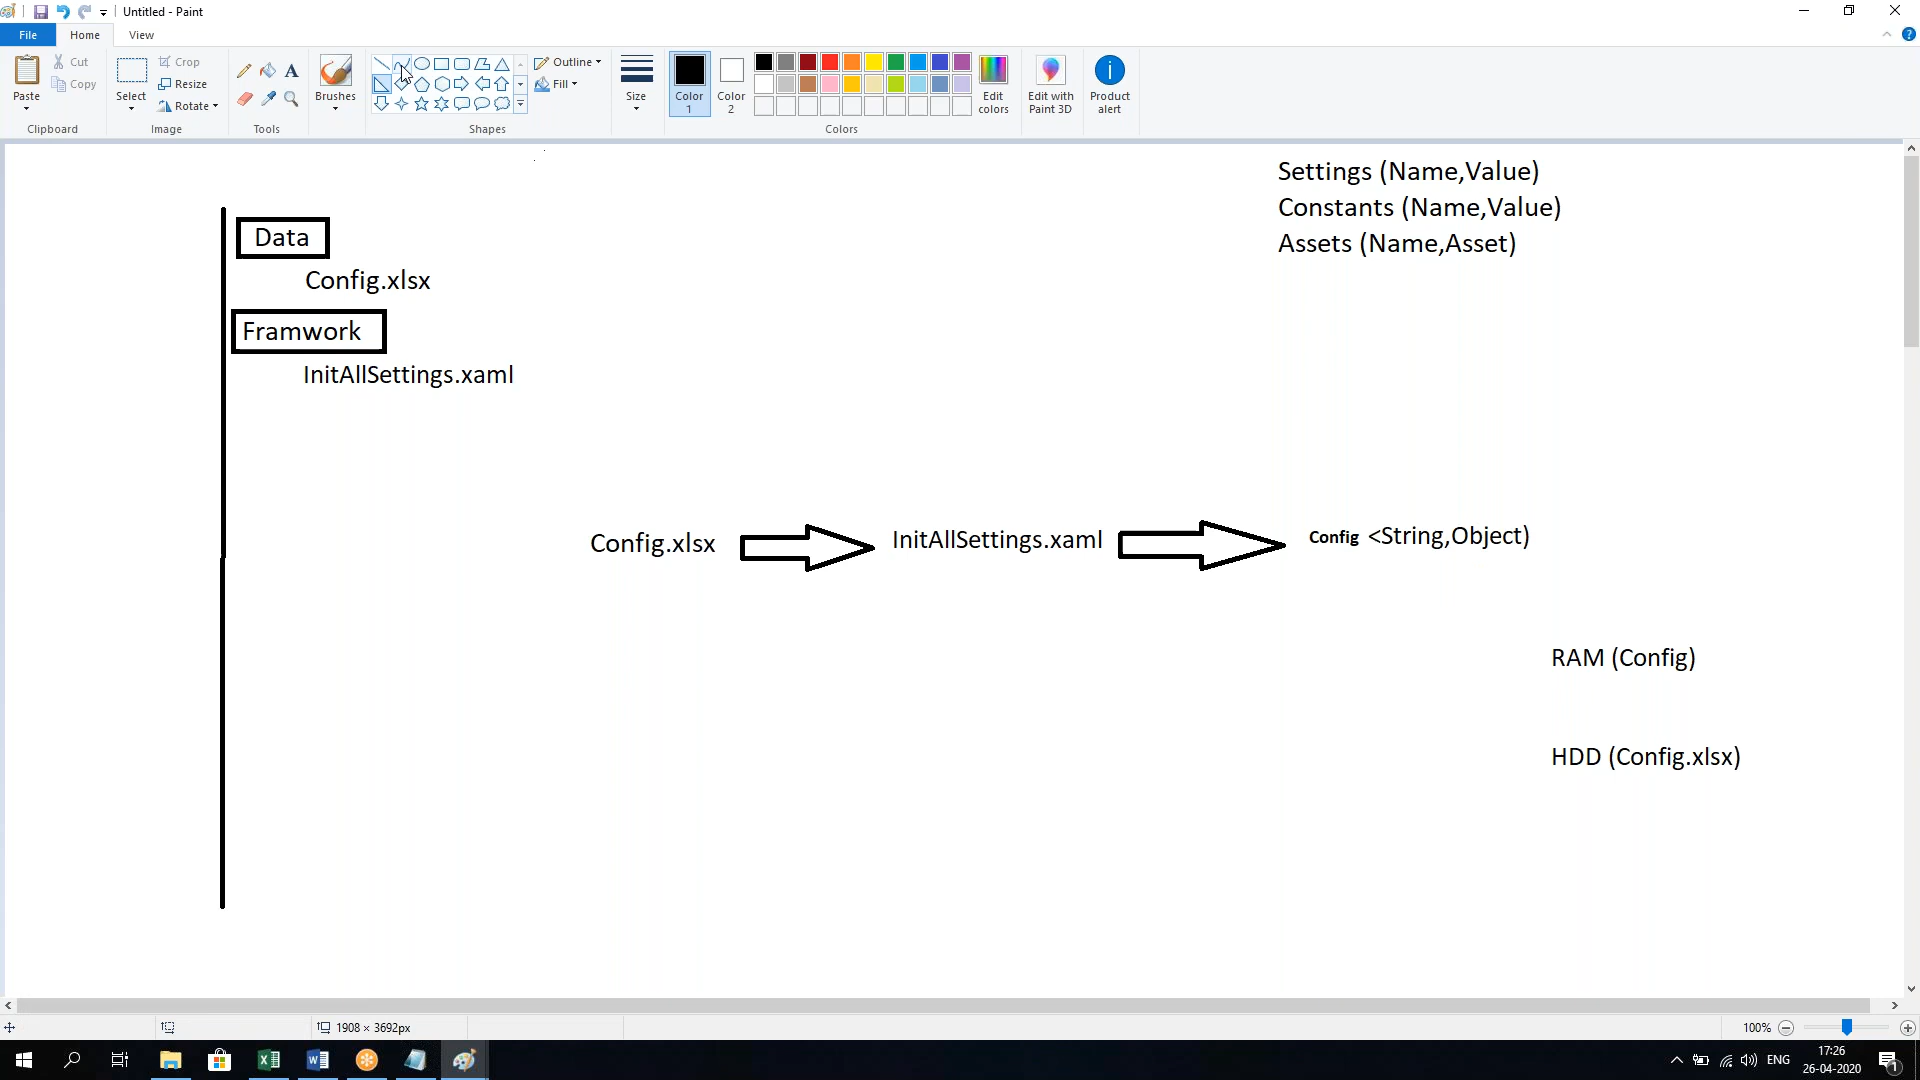 Untitled - Paint
File Home View
Paste
Cut
Copy
Clipboard
Select
Crop
Resize
Rotate
Image
Tools
Brushes
Shapes
Outline
Fill
Size
Color 1
Color 2
Edit colors
Colors
Edit with Paint 3D
Product alert
Settings (Name,Value)
Constants (Name,Value)
Assets (Name,Asset)
Data
Config.xlsx
Framwork
InitAllSettings.xaml
Config.xlsx InitAllSettings.xaml Config <String,Object)
RAM (Config)
HDD (Config.xlsx)
1908 × 3692px
100%
ENG
17:26
26-04-2020
1